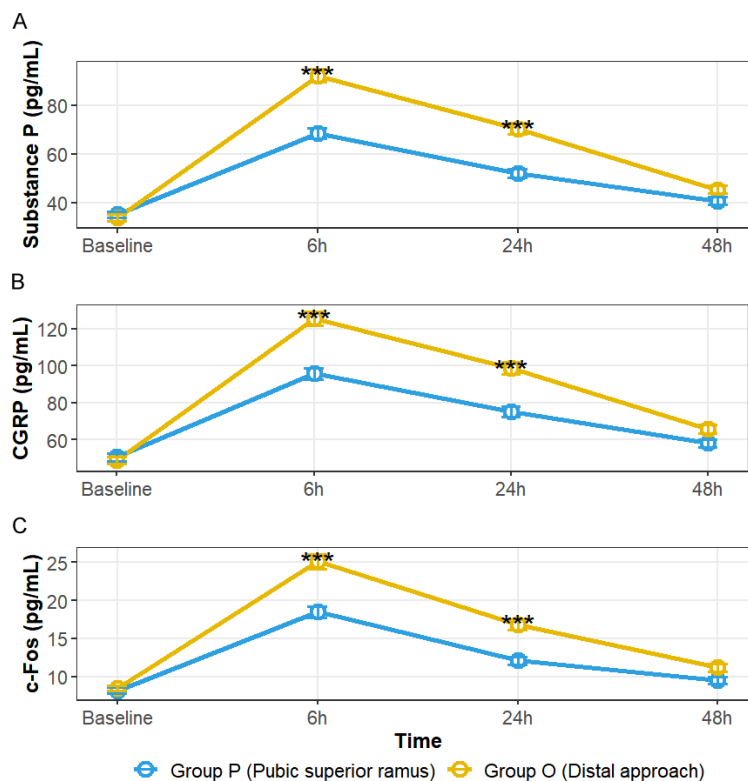 A
Substance P (pg/mL)
80
60
40
***
***
Baseline 6h 24h 48h
B
CGRP (pg/mL)
120
100
80
60
***
***
Baseline 6h 24h 48h
C
c-Fos (pg/mL)
25
20
15
10
***
***
Baseline 6h 24h 48h
Time
Group P (Pubic superior ramus) Group O (Distal approach)